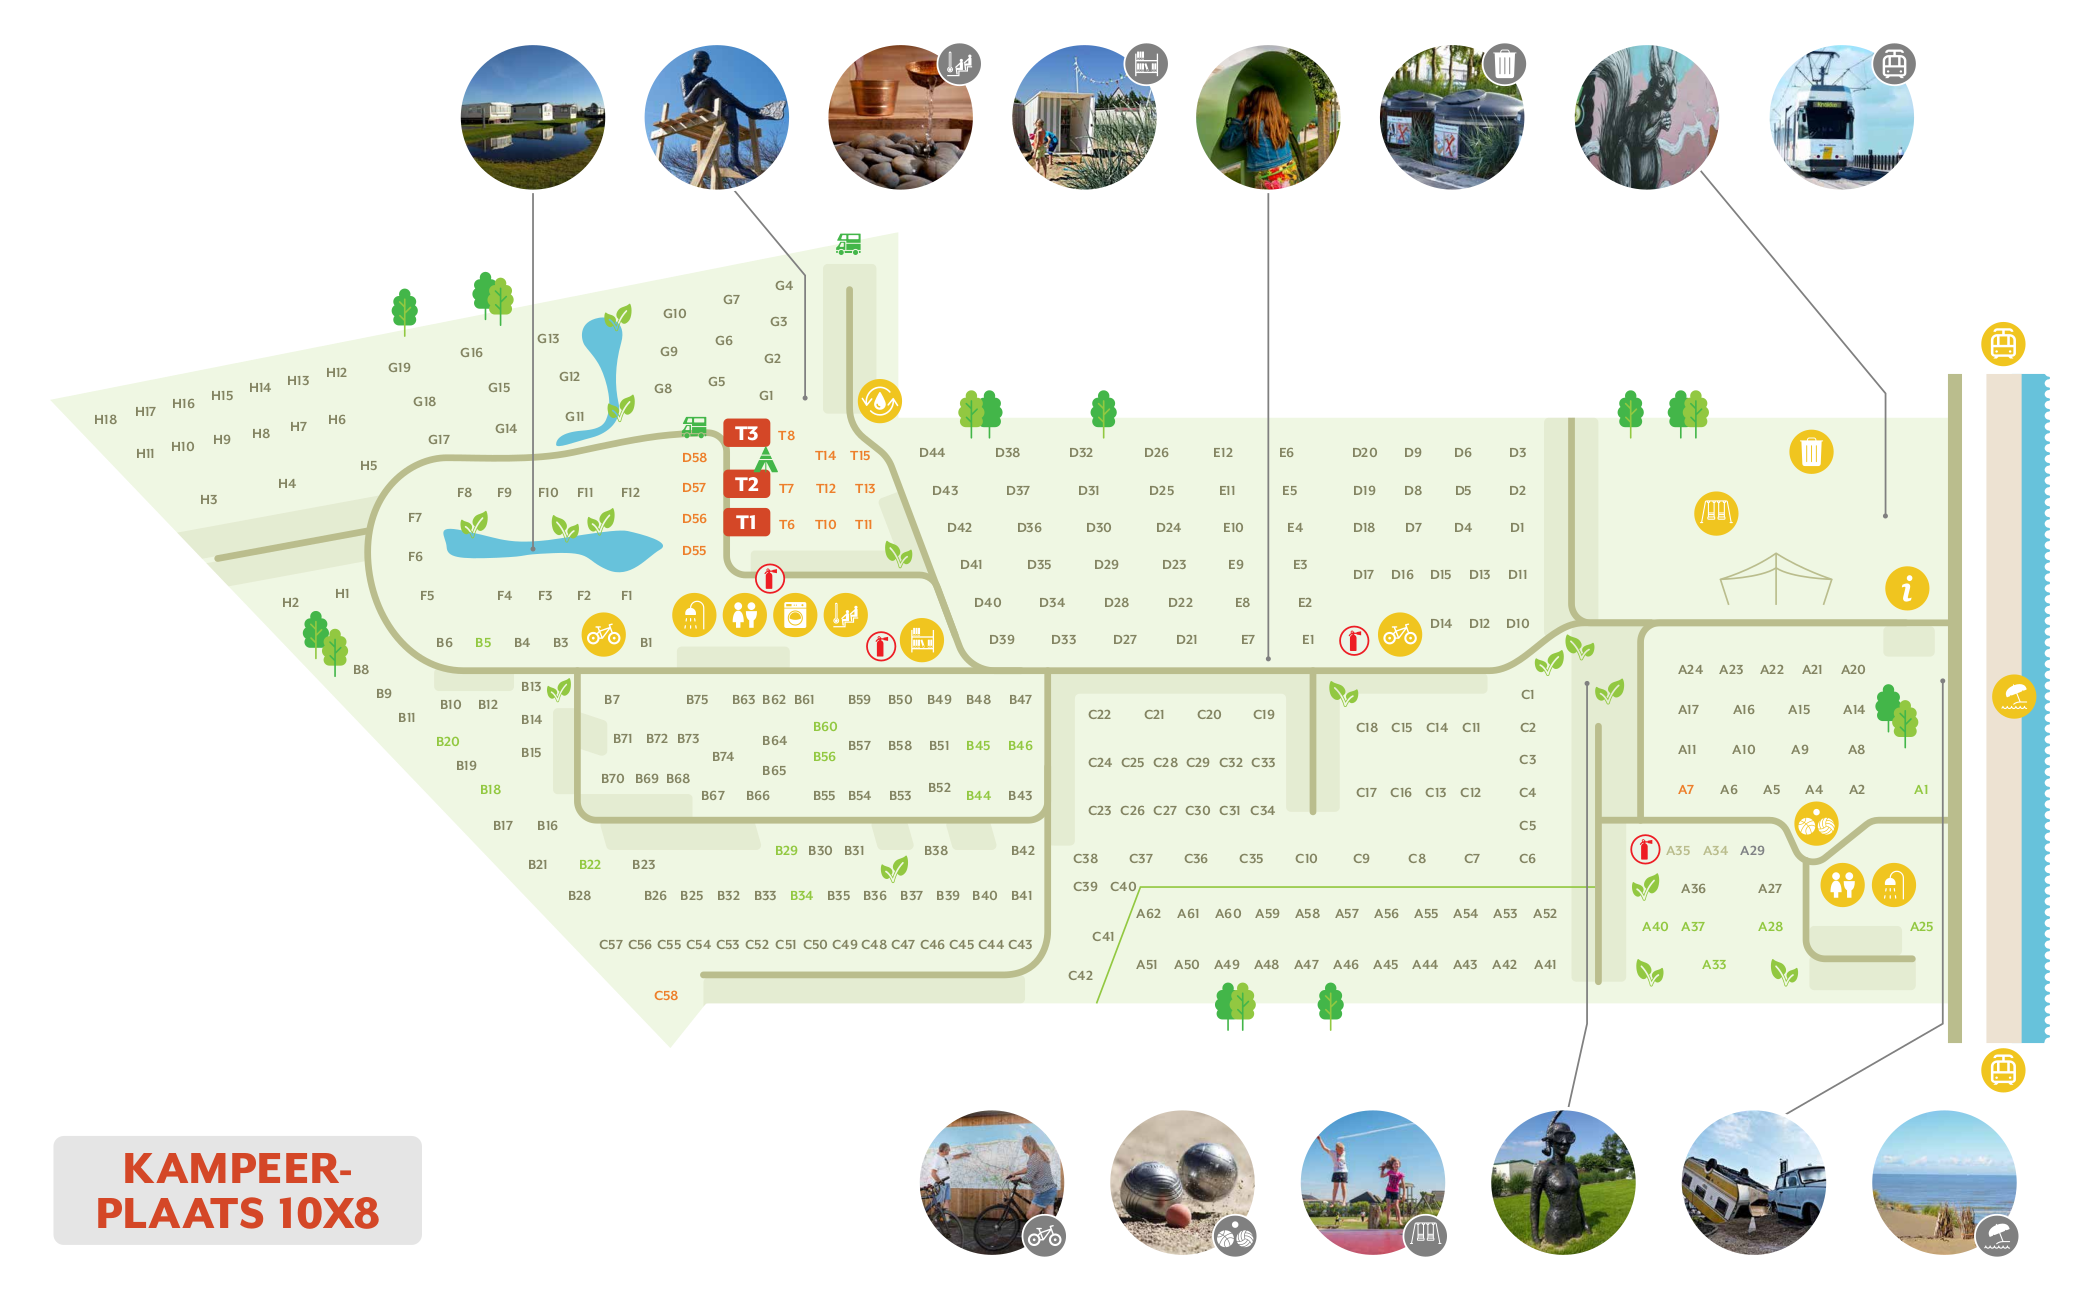 G4
G7
G10
G3
G13
G6
G16
G9
G2
G19
H12
G12
G5
H13
G15
G8
H14
G1
H15
G18
H16
H17
G11
H18
H6
G14
H7
H8
G17
H9
H10
H11
H5
H4
H3
T3 T8
D58 T14 T15
D57 T2 T7 T12 T13
D56 T1 T6 T10 T11
D55
F8 F9 F10 F11 F12
F7
F6
F5 F4 F3 F2 F1
H1
H2
B6 B5 B4 B3 B1
D44 D38 D32 D26 E12 E6 D20 D9 D6 D3
D43 D37 D31 D25 E11 E5 D19 D8 D5 D2
D42 D36 D30 D24 E10 E4 D18 D7 D4 D1
D41 D35 D29 D23 E9 E3
D17 D16 D15 D13 D11
D40 D34 D28 D22 E8 E2
D14 D12 D10
D39 D33 D27 D21 E7 E1
i
B8
B9
B11
B13
B10 B12
B14
B20
B15
B19
B18
B17 B16
B21 B22 B23
B28
B7 B75 B63 B62 B61 B59 B50 B49 B48 B47
B60
B71 B72 B73 B64
B57 B58 B51 B45 B46
B74 B56
B65
B70 B69 B68
B52
B67 B66 B55 B54 B53 B44 B43
B29 B30 B31 B38 B42
B26 B25 B32 B33 B34 B35 B36 B37 B39 B40 B41
C57 C56 C55 C54 C53 C52 C51 C50 C49 C48 C47 C46 C45 C44 C43
C58
C22 C21 C20 C19
C24 C25 C28 C29 C32 C33
C23 C26 C27 C30 C31 C34
C1
C18 C15 C14 C11 C2
C3
C17 C16 C13 C12 C4
C5
C38 C37 C36 C35 C10 C9 C8 C7 C6
C39 C40
C41
C42
A62 A61 A60 A59 A58 A57 A56 A55 A54 A53 A52
A51 A50 A49 A48 A47 A46 A45 A44 A43 A42 A41
A24 A23 A22 A21 A20
A17 A16 A15 A14
A11 A10 A9 A8
A7 A6 A5 A4 A2 A1
A35 A34 A29
A36 A27
A40 A37 A28 A25
A33
KAMPEER-
PLAATS 10X8